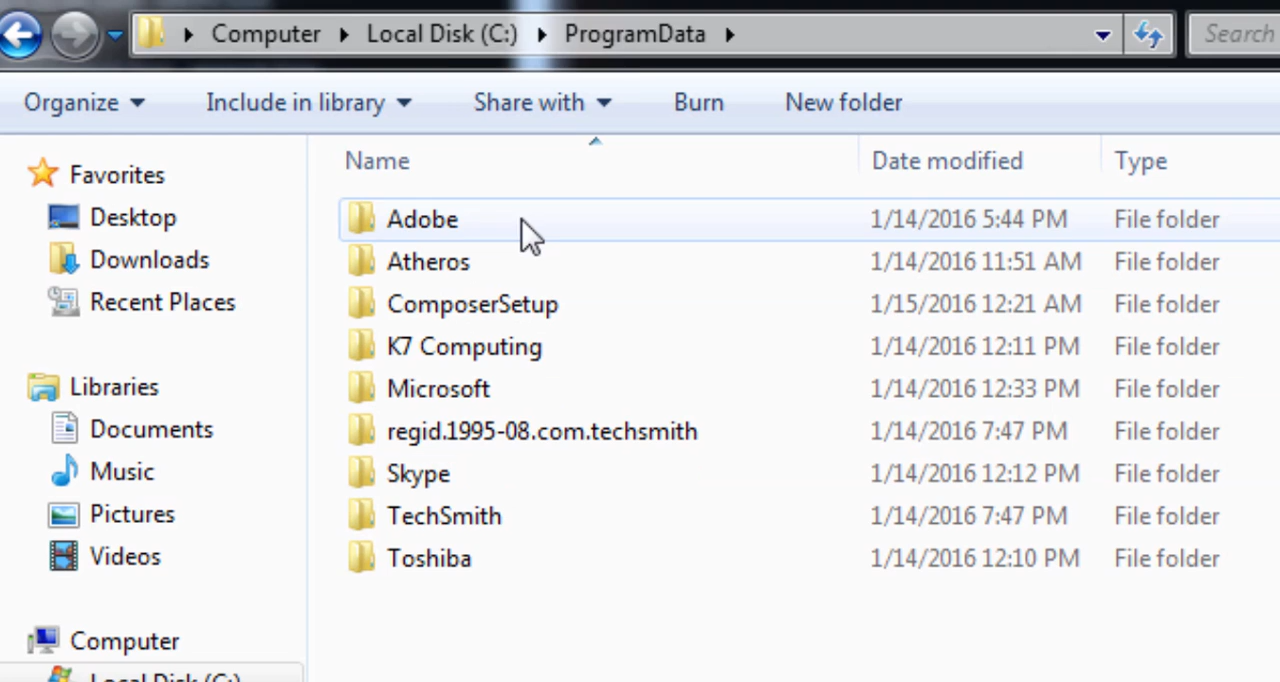 Computer Local Disk (C:) ProgramData Search
Organize Include in library Share with Burn New folder
Name Date modified Type
Favorites
Desktop
Downloads
Recent Places
Libraries
Documents
Music
Pictures
Videos
Computer
Local Disk (C:)
Adobe 1/14/2016 5:44 PM File folder
Atheros 1/14/2016 11:51 AM File folder
ComposerSetup 1/15/2016 12:21 AM File folder
K7 Computing 1/14/2016 12:11 PM File folder
Microsoft 1/14/2016 12:33 PM File folder
regid.1995-08.com.techsmith 1/14/2016 7:47 PM File folder
Skype 1/14/2016 12:12 PM File folder
TechSmith 1/14/2016 7:47 PM File folder
Toshiba 1/14/2016 12:10 PM File folder